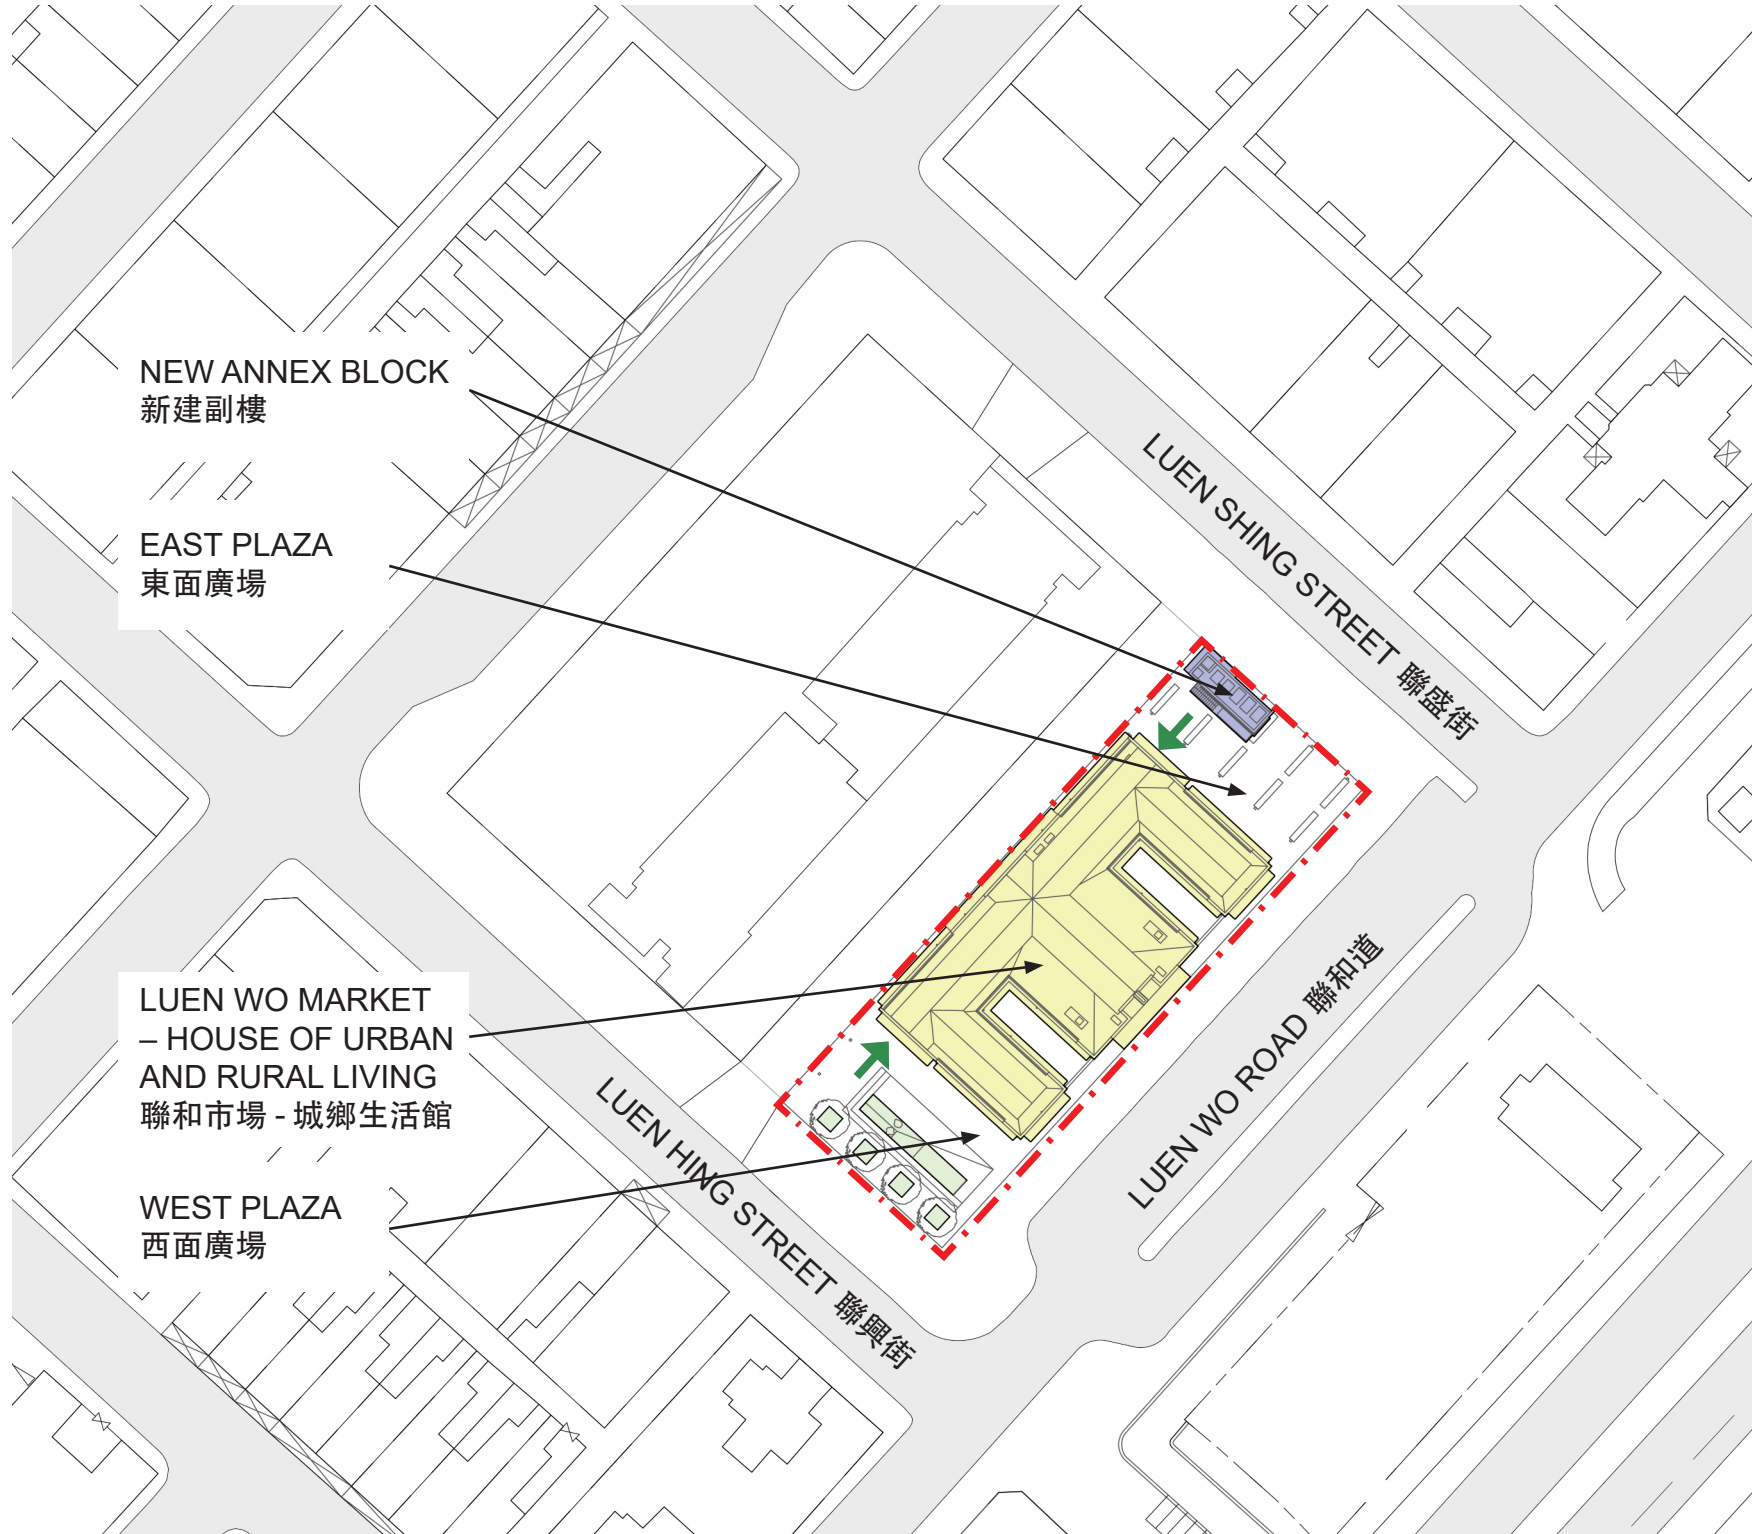 NEW ANNEX BLOCK
新建副樓
EAST PLAZA
東面廣場
LUEN SHING STREET 聯盛街
LUEN WO MARKET
– HOUSE OF URBAN
AND RURAL LIVING
聯和市場 - 城鄉生活館
WEST PLAZA
西面廣場
LUEN HING STREET 聯興街
LUEN WO ROAD 聯和道